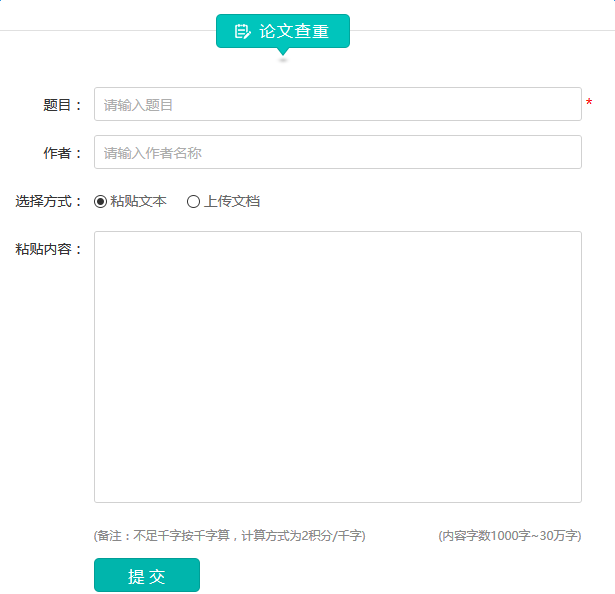 论文查重
题目： 请输入题目 *
作者： 请输入作者名称
选择方式： 粘贴文本 上传文档
粘贴内容：
(备注：不足千字按千字算，计算方式为2积分/千字) (内容字数1000字~30万字)
提 交